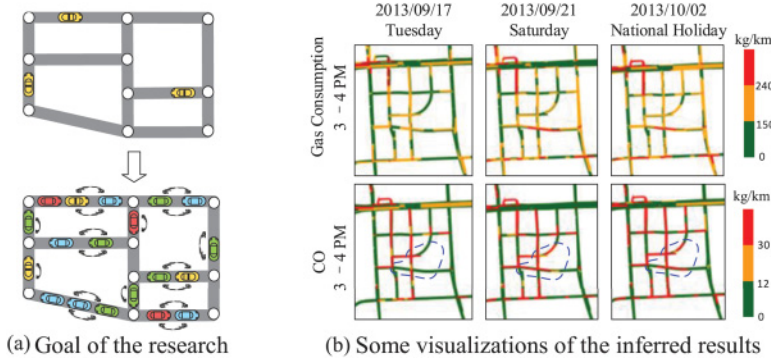 2013/09/17 2013/09/21 2013/10/02
Tuesday Saturday National Holiday
kg/km
Gas Consumption
3 – 4 PM
240
150
0
kg/km
CO
3 – 4 PM
30
12
0
(a) Goal of the research
(b) Some visualizations of the inferred results